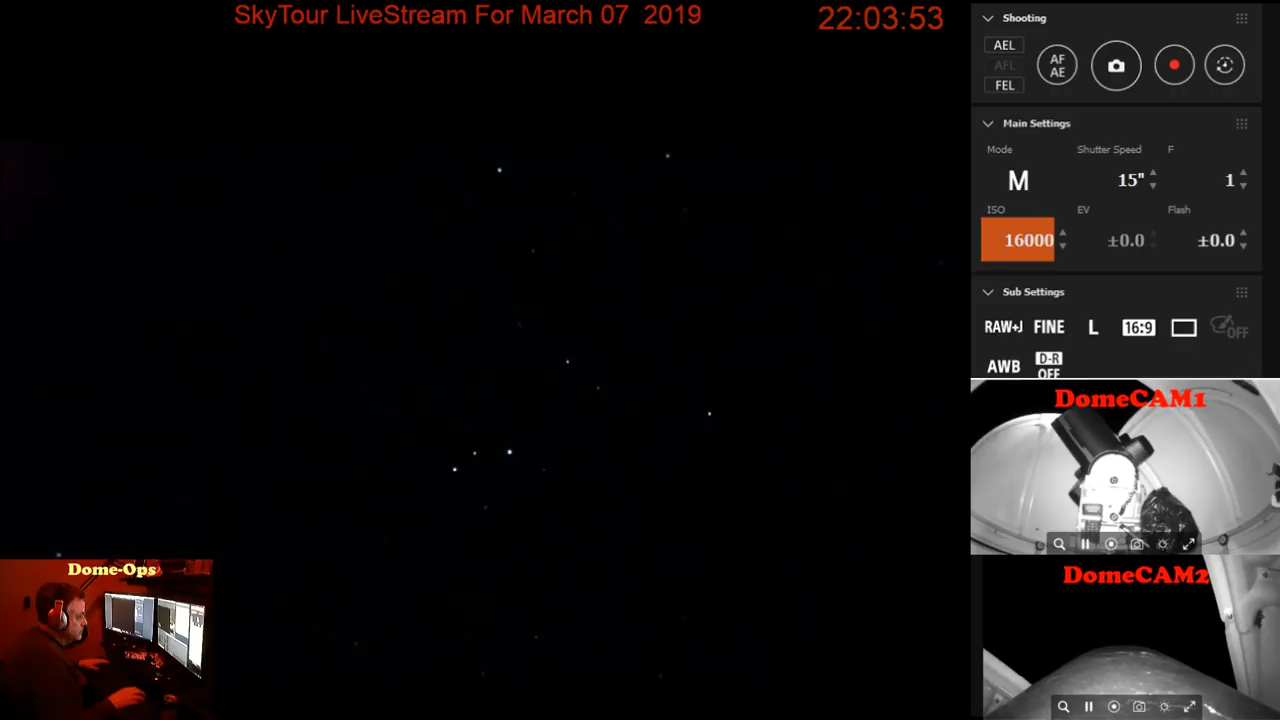 SkyTour LiveStream For March 07 2019
22:03:53
Shooting
AEL
AFL
FEL
AF
AE
Main Settings
Mode
Shutter Speed
F
M
15"
1
ISO
EV
Flash
16000
±0.0
±0.0
Sub Settings
RAW+J
FINE
L
16:9
OFF
AWB
D-R
OFF
DomeCAM1
Dome-Ops
DomeCAM2